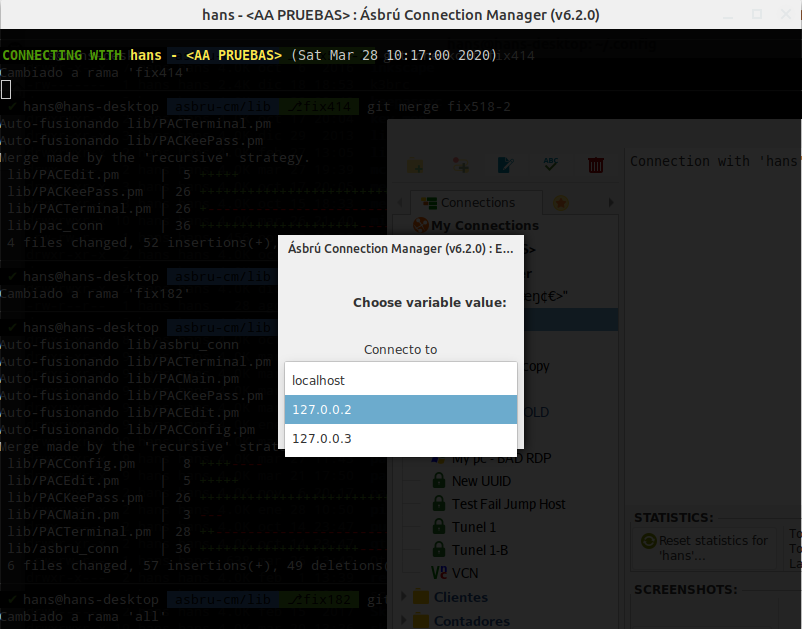 hans - <AA PRUEBAS> : Ásbrú Connection Manager (v6.2.0)
CONNECTING WITH hans - <AA PRUEBAS> (Sat Mar 28 10:17:00 2020)
Cambiado a rama 'fix414'
✓ hans@hans-desktop asbru-cm/lib fix414 git merge fix518-2
Auto-fusionando lib/PACTerminal.pm
Auto-fusionando lib/PACKeePass.pm
Merge made by the 'recursive' strategy.
lib/PACEdit.pm | 5 +++++
lib/PACKeePass.pm | 26
lib/PACTerminal.pm | 26
lib/pac_conn | 36
4 files changed, 52 insertions(+),
✓ hans@hans-desktop asbru-cm/lib
Cambiado a rama 'fix182'
✓ hans@hans-desktop asbru-cm/lib
Auto-fusionando lib/asbru_conn
Auto-fusionando lib/PACTerminal.pm
Auto-fusionando lib/PACMain.pm
Auto-fusionando lib/PACKeePass.pm
Auto-fusionando lib/PACEdit.pm
Auto-fusionando lib/PACConfig.pm
Merge made by the 'recursive' strat
lib/PACConfig.pm | 8 ++++----
lib/PACEdit.pm | 5 +++++
lib/PACKeePass.pm | 26
lib/PACMain.pm | 3
lib/PACTerminal.pm | 28
lib/asbru_conn | 36
6 files changed, 57 insertions(+), 49 deletions(
✓ hans@hans-desktop asbru-cm/lib fix182 git
Cambiado a rama 'all'
Ásbrú Connection Manager (v6.2.0) : E...
Choose variable value:
Connecto to
localhost
127.0.0.2
127.0.0.3
ABC
Connections
My Connections
copy
OLD
My pc - BAD RDP
New UUID
Test Fail Jump Host
Tunel 1
Tunel 1-B
VCN
Clientes
Contadores
Connection with 'hans'
STATISTICS:
Reset statistics for
'hans'...
To
To
La
SCREENSHOTS: